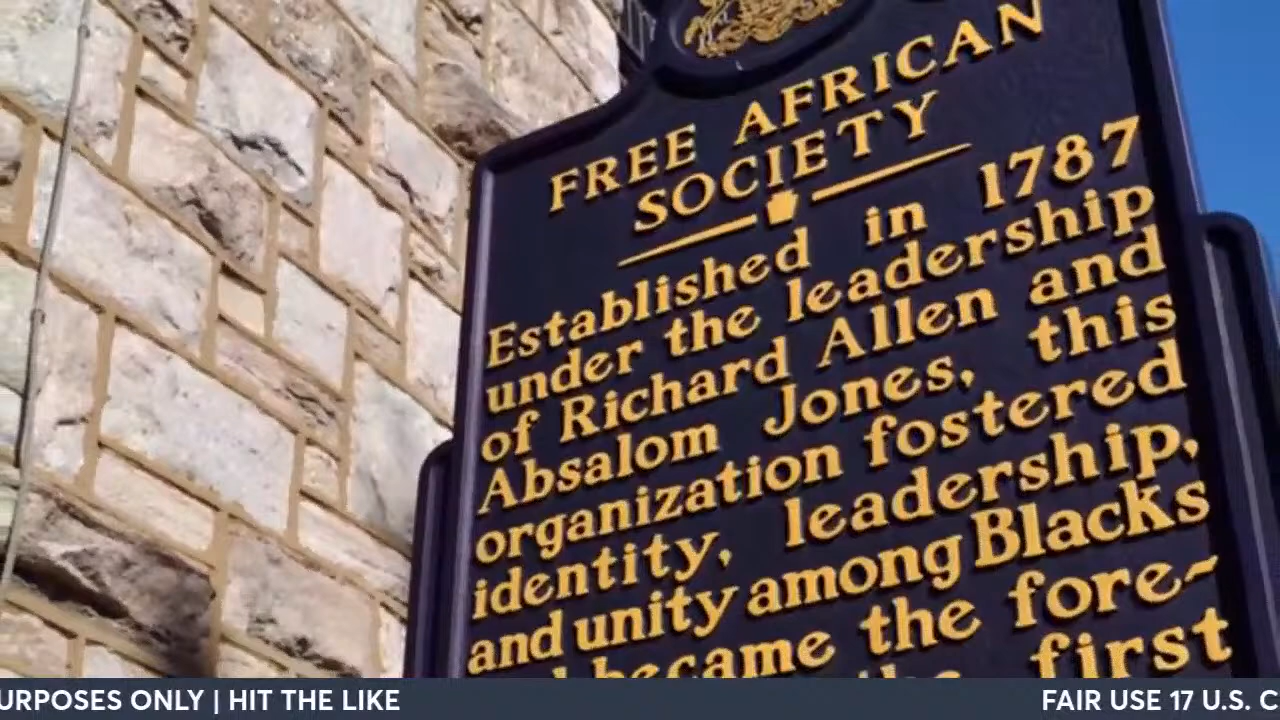 FREE AFRICAN
SOCIETY
Established in 1787
under the leadership
of Richard Allen and
Absalom Jones, this
organization fostered
identity, leadership,
and unity among Blacks
became the fore-
first
URPOSES ONLY | HIT THE LIKE
FAIR USE 17 U.S. C